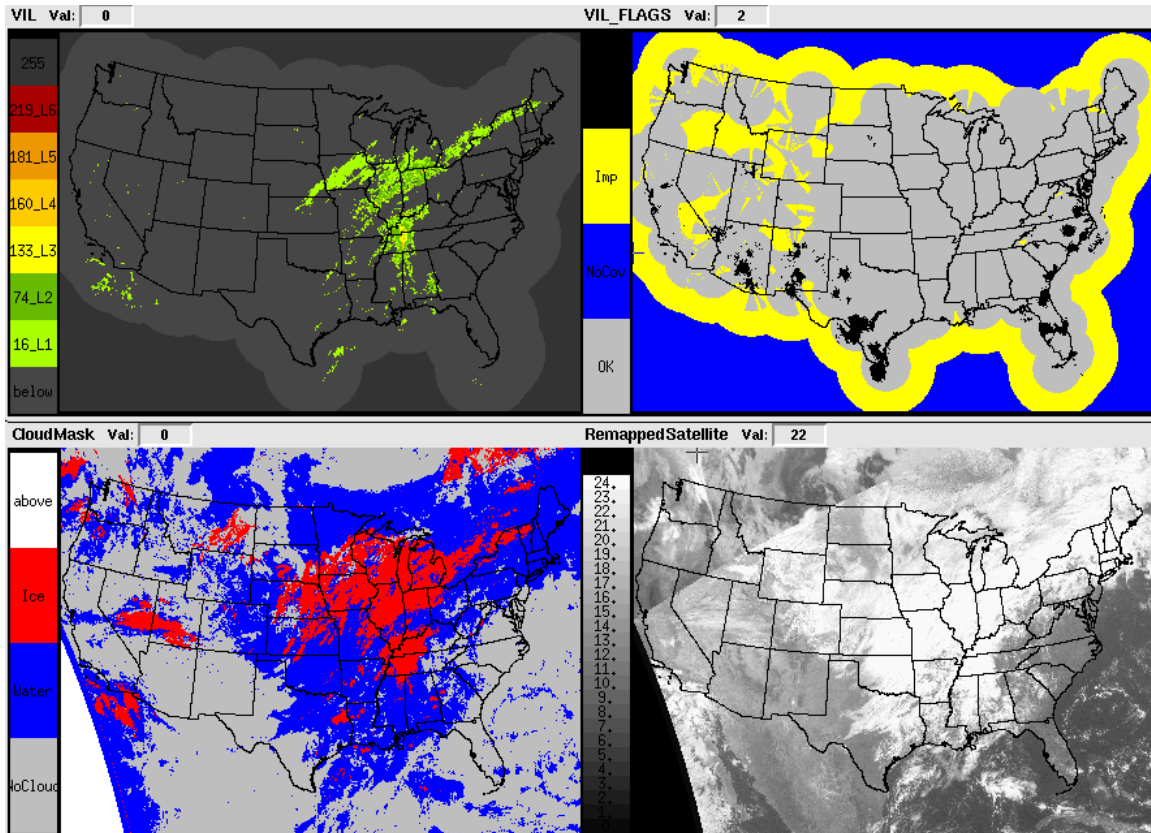 VIL Val: 0
255
219_L6
181_L5
160_L4
133_L3
74_L2
16_L1
below
VIL_FLAGS Val: 2
Imp
NoCov
OK
CloudMask Val: 0
above
Ice
Water
NoCloud
RemappedSatellite Val: 22
24.
23.
22.
21.
20.
19.
18.
17.
16.
15.
14.
13.
12.
11.
10.
9.
8.
7.
6.
5.
4.
3.
2.